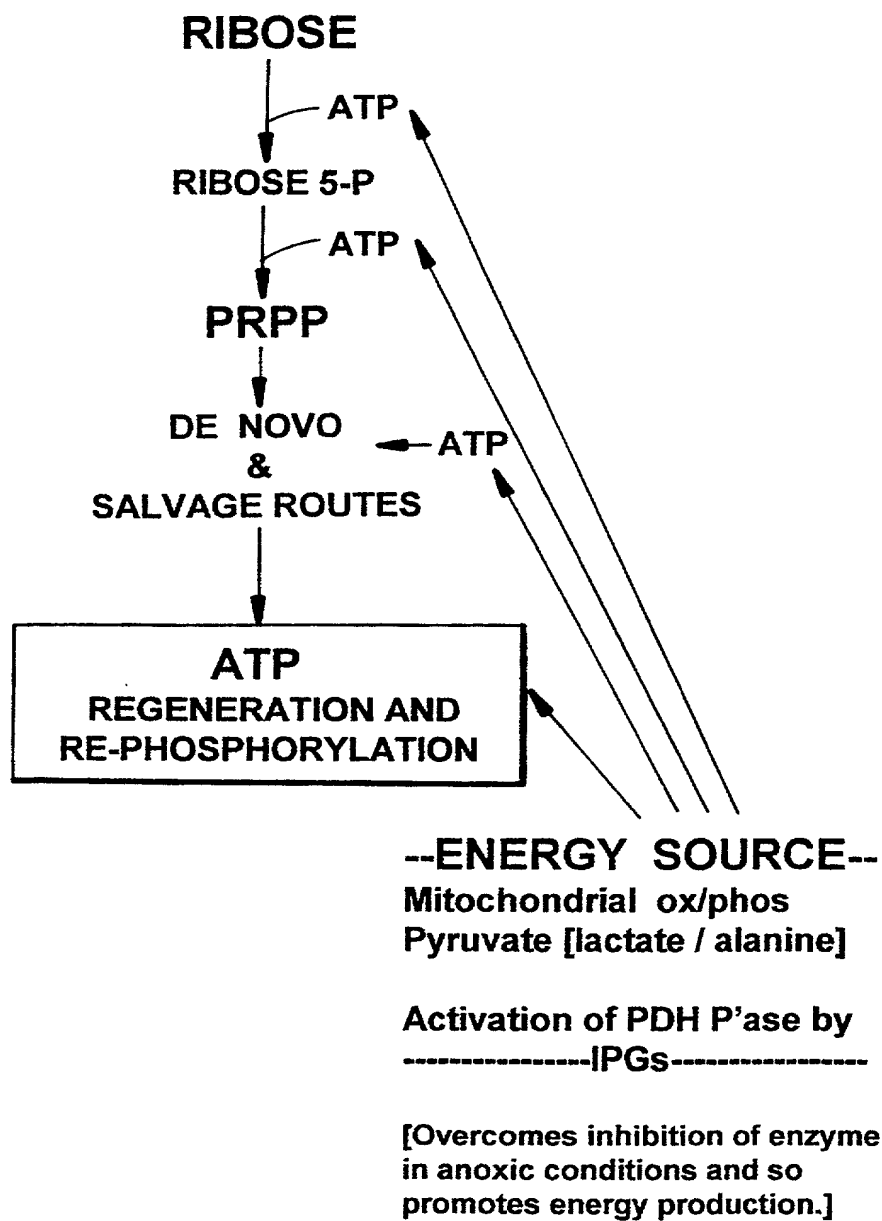 RIBOSE
ATP
RIBOSE 5-P
ATP
PRPP
DE NOVO
ATP
&
SALVAGE ROUTES
ATP
REGENERATION AND
RE-PHOSPHORYLATION
--ENERGY SOURCE--
Mitochondrial ox/phos
Pyruvate [lactate / alanine]
Activation of PDH P'ase by
----------------IPGs-----------------
[Overcomes inhibition of enzyme
in anoxic conditions and so
promotes energy production.]